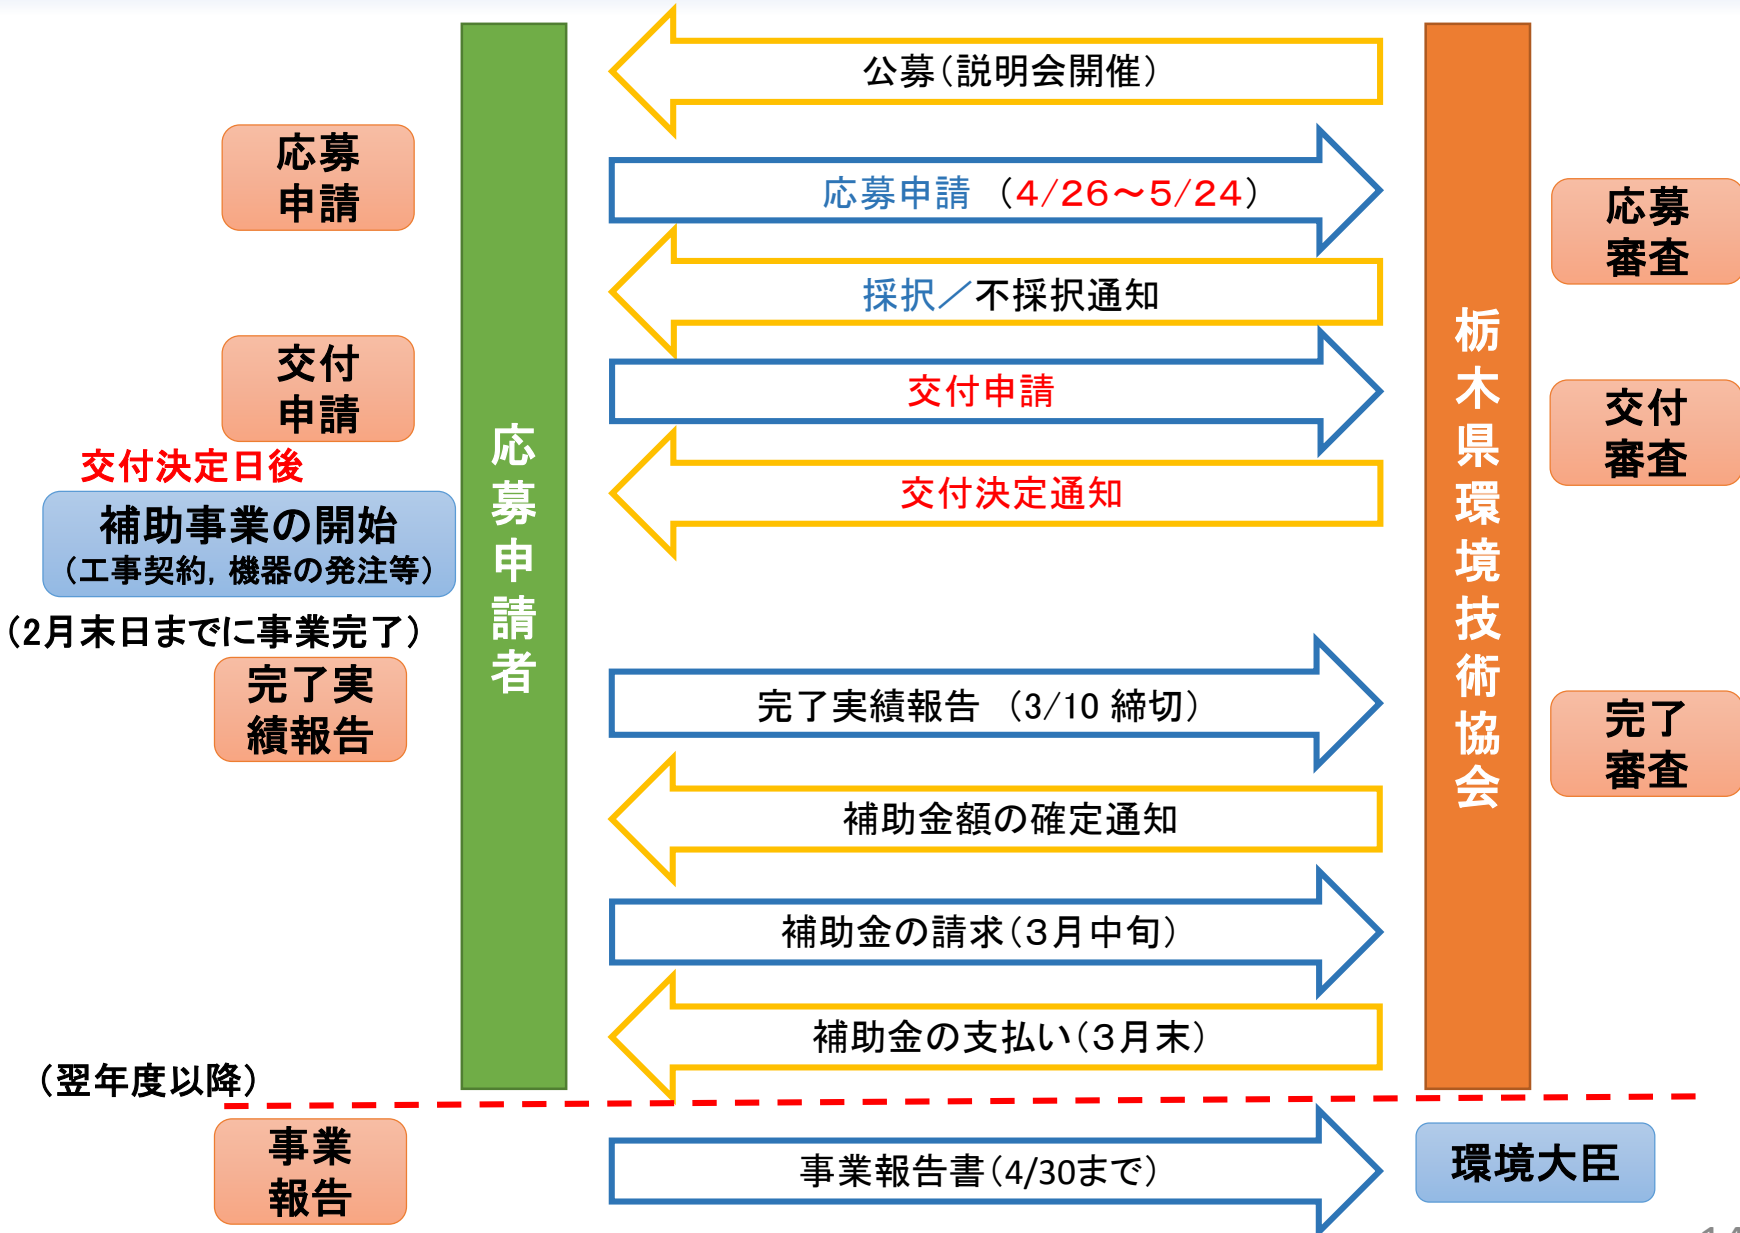 公募(説明会開催)
応募
申請
応募申請 (4/26～5/24)
応募
審査
採択／不採択通知
交付
申請
交付申請
交付
審査
交付決定日後
交付決定通知
補助事業の開始
(工事契約, 機器の発注等)
(2月末日までに事業完了)
応募申請者
栃木県環境技術協会
完了実
績報告
完了実績報告 (3/10 締切)
完了
審査
補助金額の確定通知
補助金の請求(3月中旬)
補助金の支払い(3月末)
(翌年度以降)
事業
報告
事業報告書(4/30まで)
環境大臣